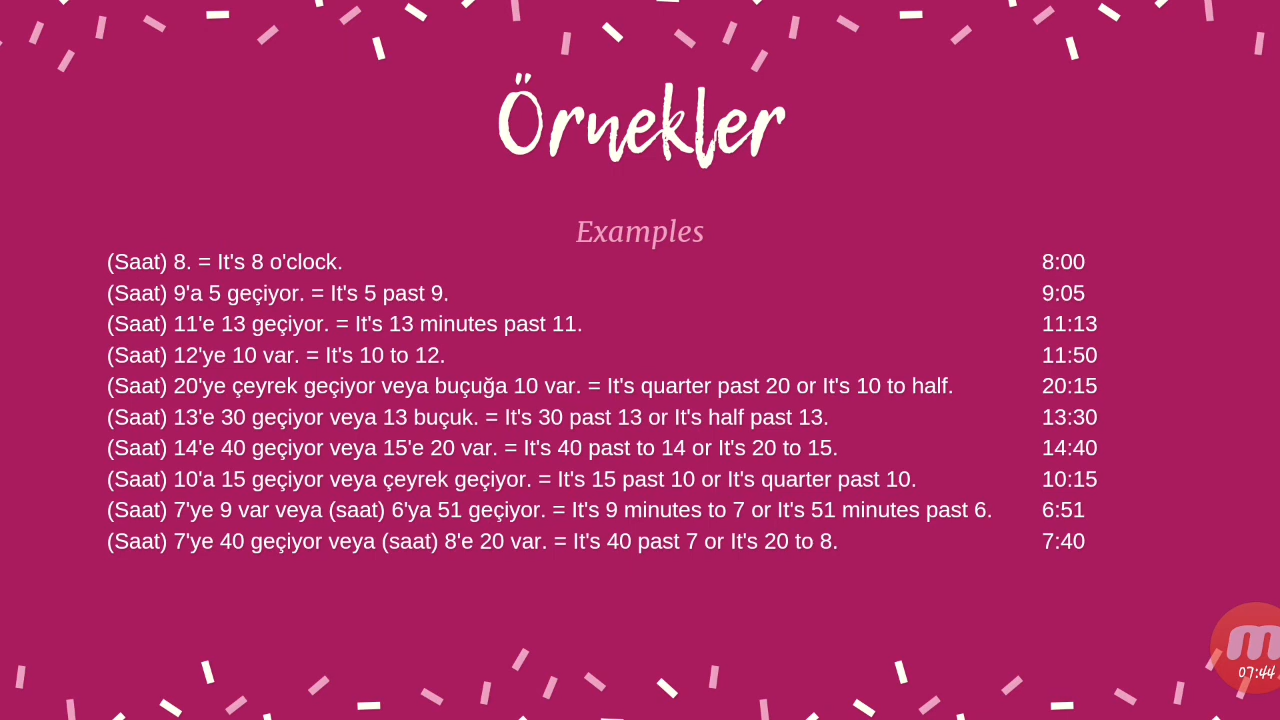 Örnekler
Examples
(Saat) 8. = It's 8 o'clock. 8:00
(Saat) 9'a 5 geçiyor. = It's 5 past 9. 9:05
(Saat) 11'e 13 geçiyor. = It's 13 minutes past 11. 11:13
(Saat) 12'ye 10 var. = It's 10 to 12. 11:50
(Saat) 20'ye çeyrek geçiyor veya buçuğa 10 var. = It's quarter past 20 or It's 10 to half. 20:15
(Saat) 13'e 30 geçiyor veya 13 buçuk. = It's 30 past 13 or It's half past 13. 13:30
(Saat) 14'e 40 geçiyor veya 15'e 20 var. = It's 40 past to 14 or It's 20 to 15. 14:40
(Saat) 10'a 15 geçiyor veya çeyrek geçiyor. = It's 15 past 10 or It's quarter past 10. 10:15
(Saat) 7'ye 9 var veya (saat) 6'ya 51 geçiyor. = It's 9 minutes to 7 or It's 51 minutes past 6. 6:51
(Saat) 7'ye 40 geçiyor veya (saat) 8'e 20 var. = It's 40 past 7 or It's 20 to 8. 7:40
m
07:44